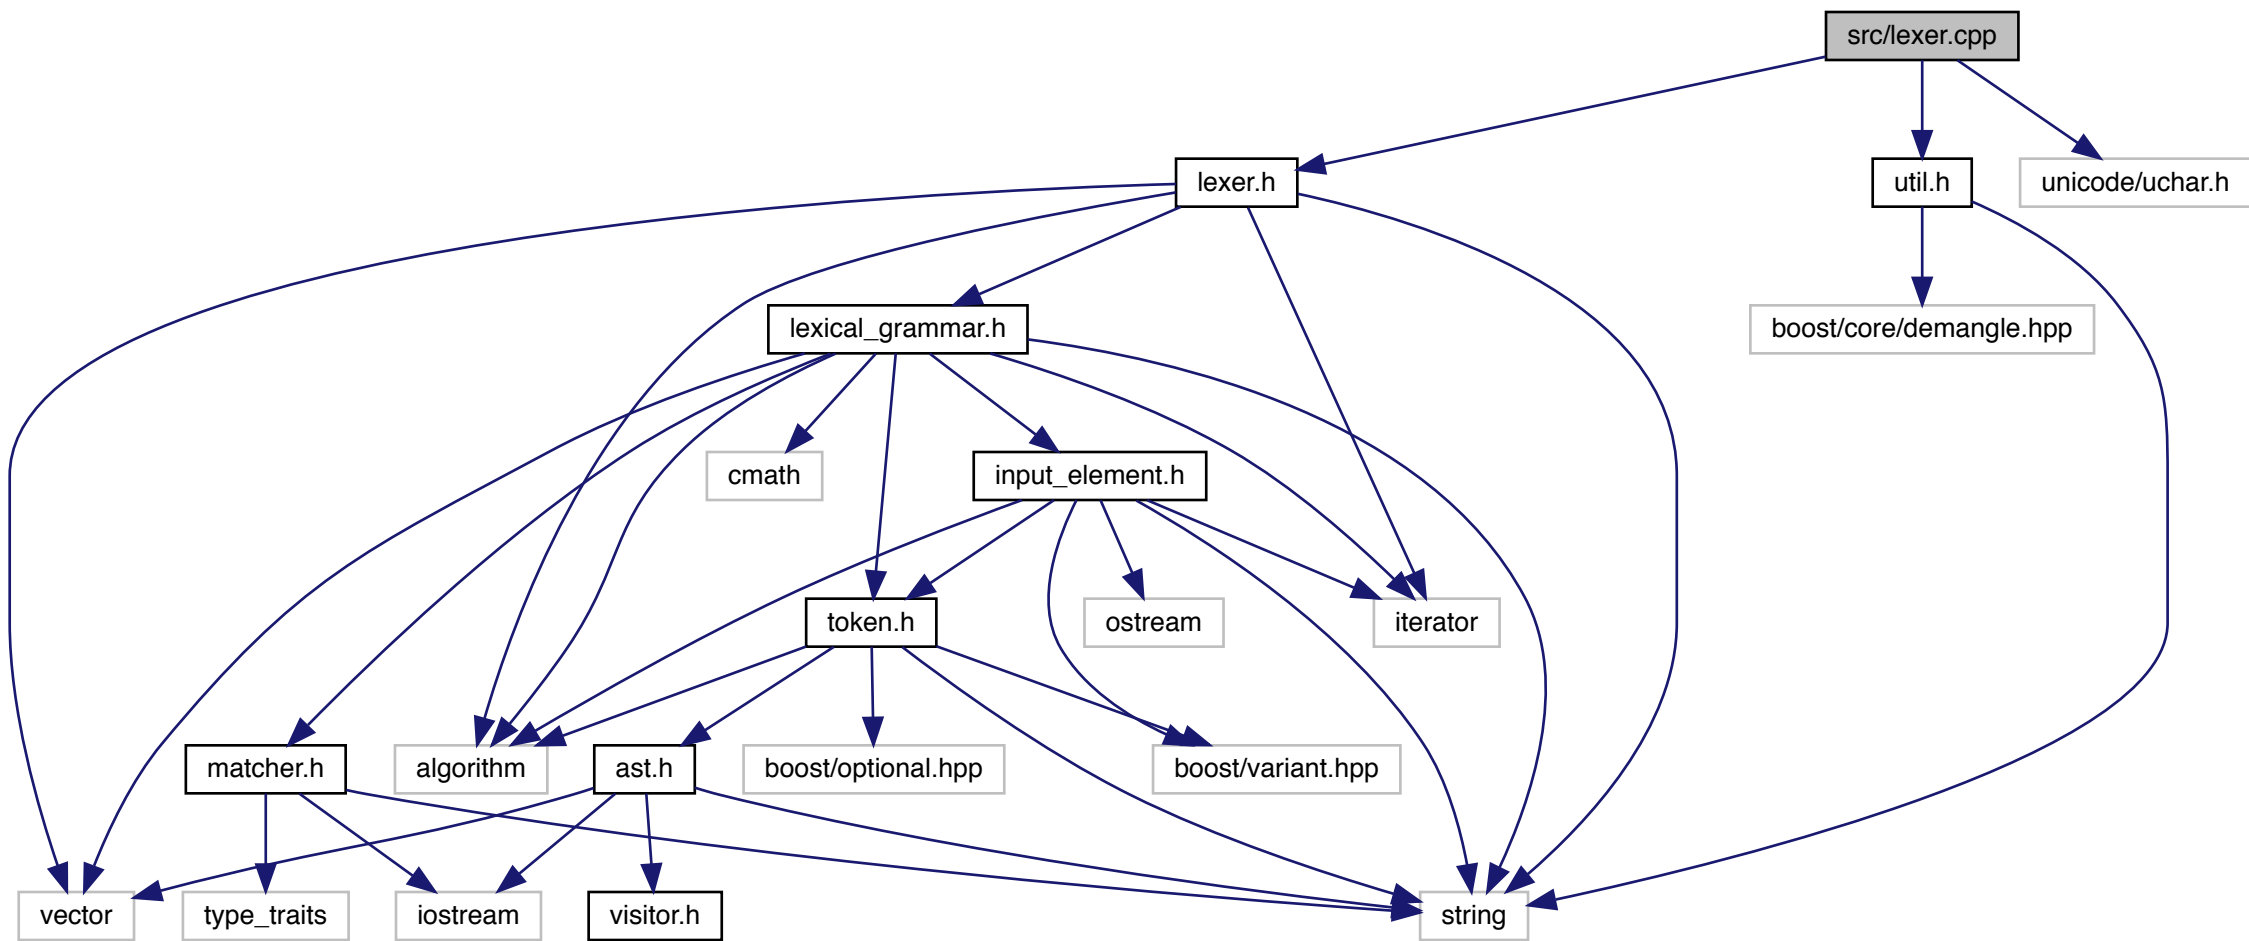 src/lexer.cpp
lexer.h
util.h
unicode/uchar.h
lexical_grammar.h
boost/core/demangle.hpp
cmath
input_element.h
token.h
ostream
iterator
matcher.h
algorithm
ast.h
boost/optional.hpp
boost/variant.hpp
vector
type_traits
iostream
visitor.h
string